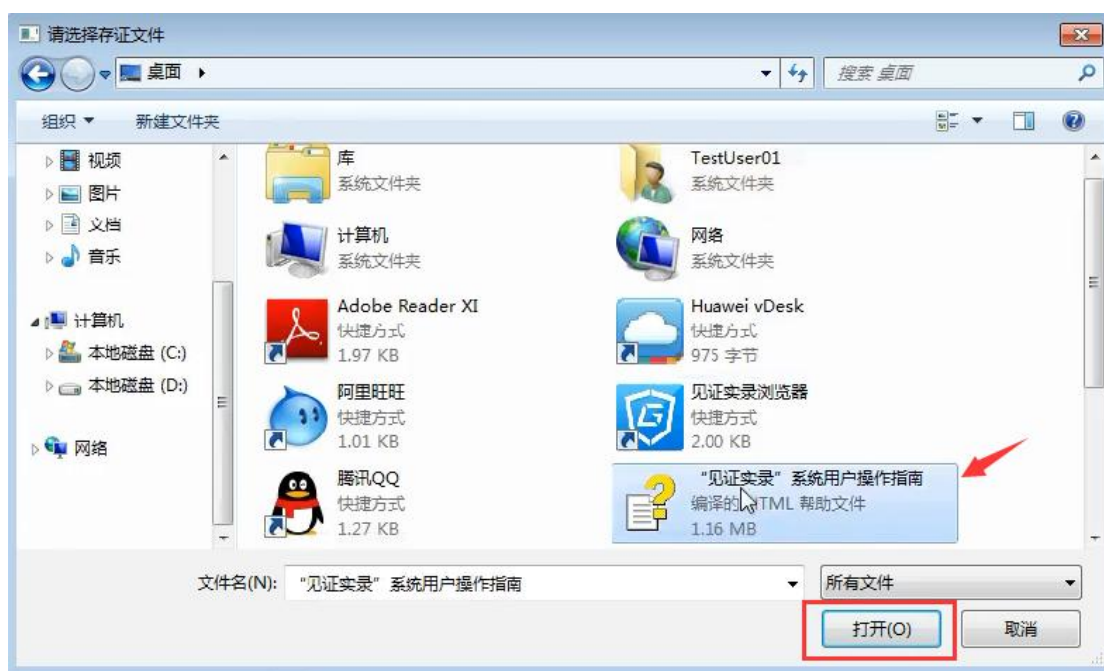 请选择存证文件
桌面
搜索 桌面
组织
新建文件夹
视频
图片
文档
音乐
计算机
本地磁盘 (C:)
本地磁盘 (D:)
网络
库
系统文件夹
TestUser01
系统文件夹
计算机
系统文件夹
网络
系统文件夹
Adobe Reader XI
快捷方式
1.97 KB
Huawei vDesk
快捷方式
975 字节
阿里旺旺
快捷方式
1.01 KB
见证实录浏览器
快捷方式
2.00 KB
腾讯QQ
快捷方式
1.27 KB
“见证实录”系统用户操作指南
编译的 HTML 帮助文件
1.16 MB
文件名(N):
“见证实录”系统用户操作指南
所有文件
打开(O)
取消